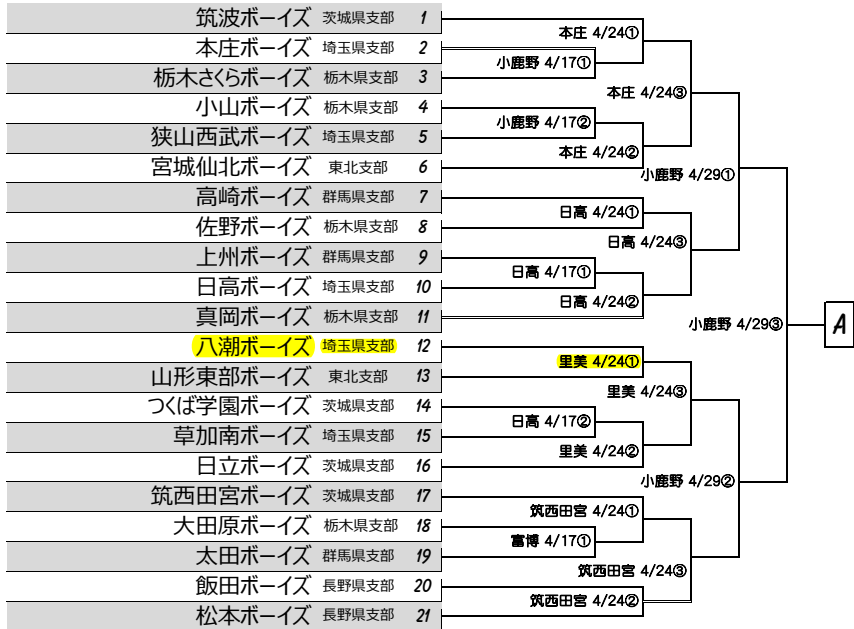 筑波ボーイズ 茨城県支部 1
本庄 4/24①
本庄ボーイズ 埼玉県支部 2
小鹿野 4/17①
栃木さくらボーイズ 栃木県支部 3
本庄 4/24③
小山ボーイズ 栃木県支部 4
小鹿野 4/17②
狭山西武ボーイズ 埼玉県支部 5
本庄 4/24②
宮城仙北ボーイズ 東北支部 6
小鹿野 4/29①
高崎ボーイズ 群馬県支部 7
日高 4/24①
佐野ボーイズ 栃木県支部 8
日高 4/24③
上州ボーイズ 群馬県支部 9
日高 4/17①
日高ボーイズ 埼玉県支部 10
日高 4/24②
真岡ボーイズ 栃木県支部 11
小鹿野 4/29③
A
八潮ボーイズ 埼玉県支部 12
里美 4/24①
山形東部ボーイズ 東北支部 13
里美 4/24③
つくば学園ボーイズ 茨城県支部 14
日高 4/17②
草加南ボーイズ 埼玉県支部 15
里美 4/24②
日立ボーイズ 茨城県支部 16
小鹿野 4/29②
筑西田宮ボーイズ 茨城県支部 17
筑西田宮 4/24①
大田原ボーイズ 栃木県支部 18
富博 4/17①
太田ボーイズ 群馬県支部 19
筑西田宮 4/24③
飯田ボーイズ 長野県支部 20
筑西田宮 4/24②
松本ボーイズ 長野県支部 21